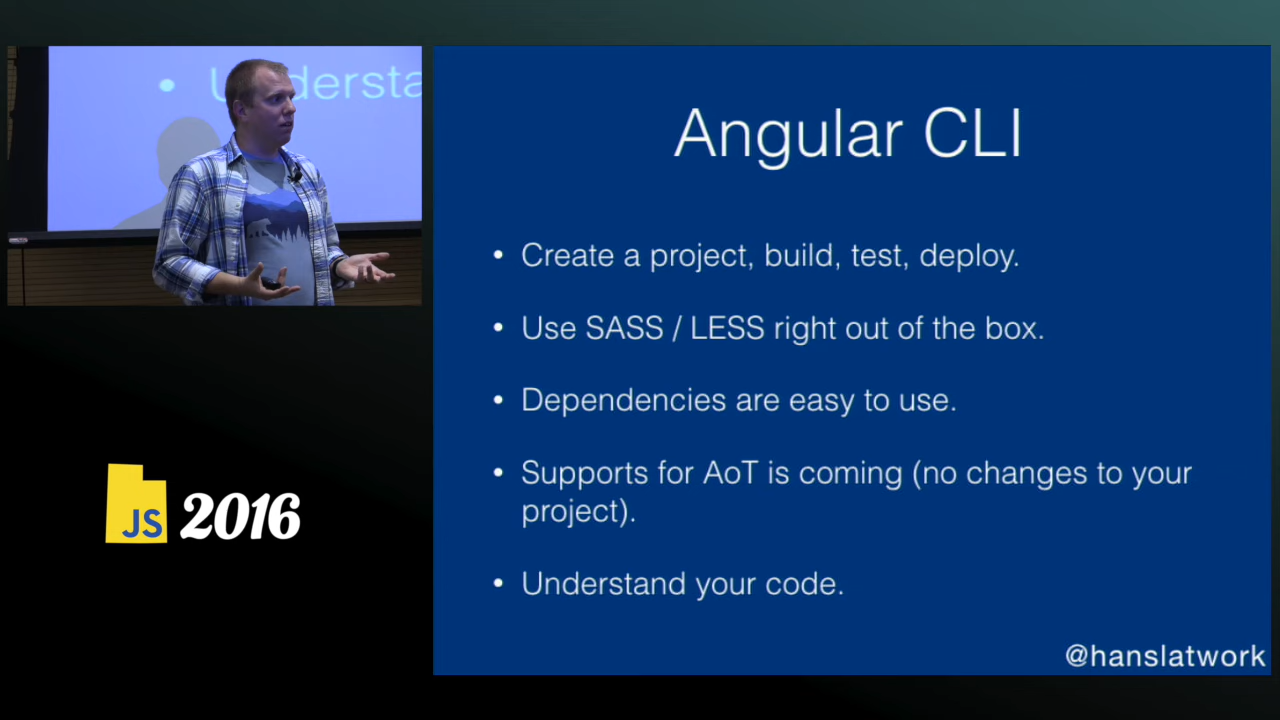 • Understa
Angular CLI
• Create a project, build, test, deploy.
• Use SASS / LESS right out of the box.
• Dependencies are easy to use.
• Supports for AoT is coming (no changes to your
project).
• Understand your code.
JS 2016
@hanslatwork